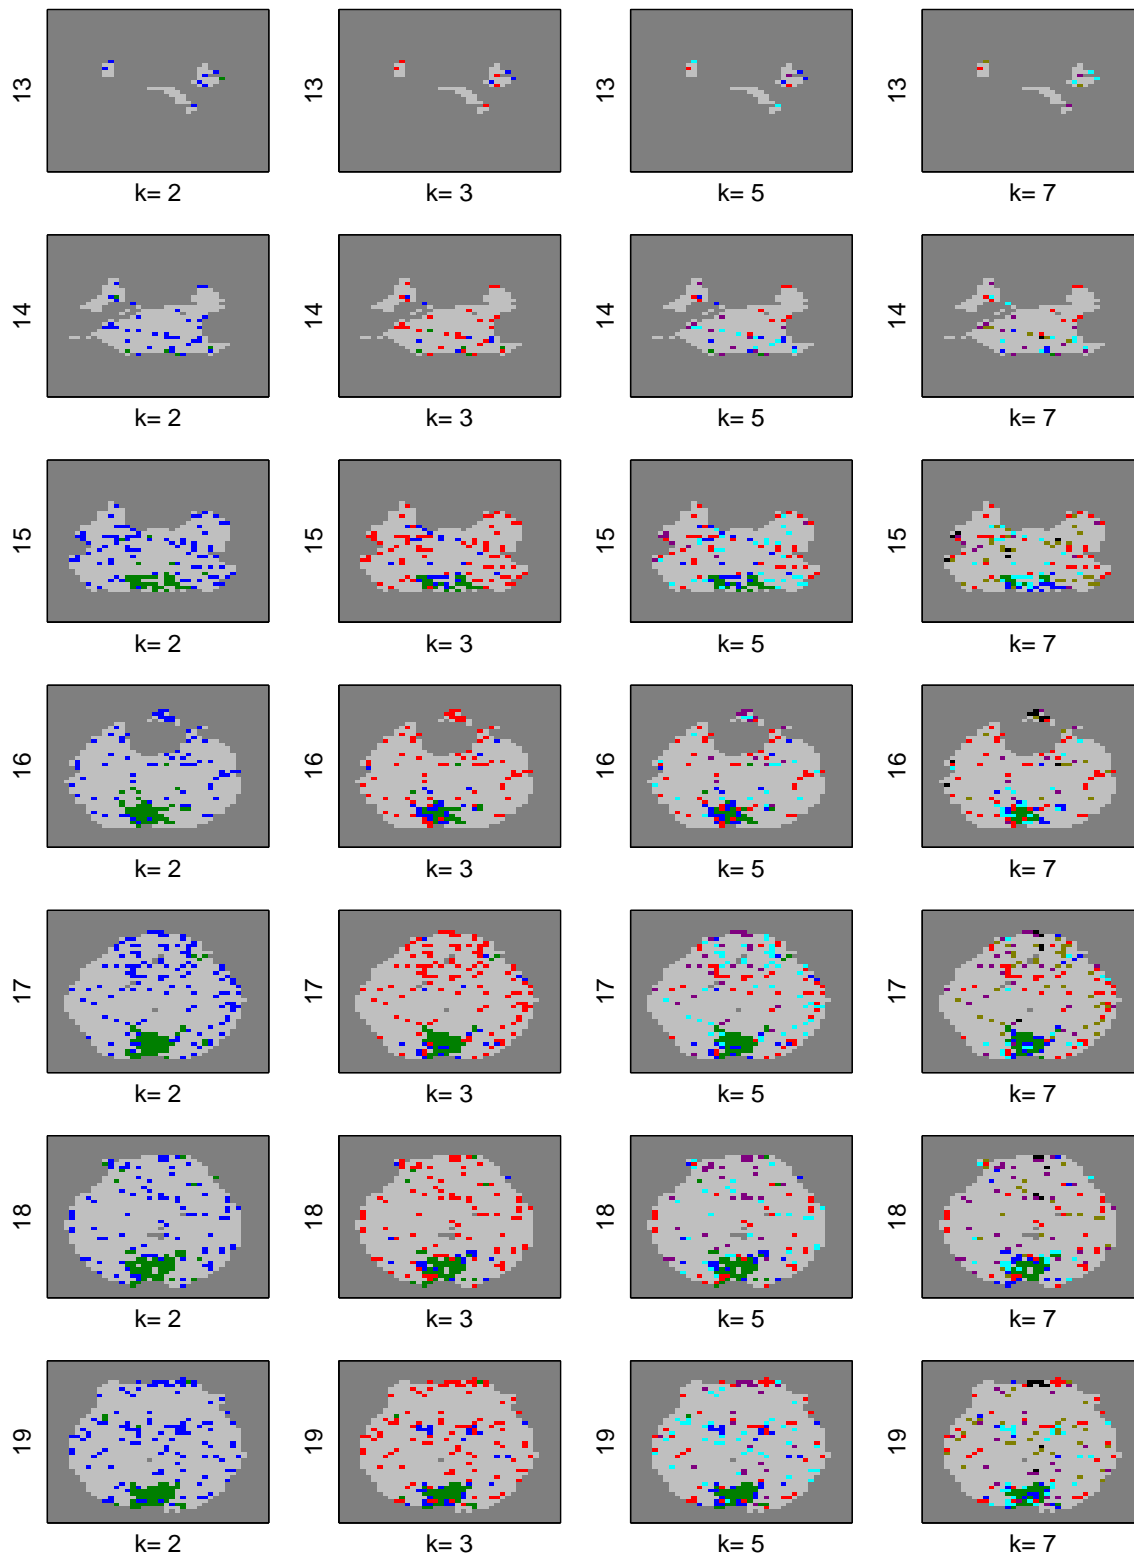 13 13 13 13
k= 2 k= 3 k= 5 k= 7
14 14 14 14
k= 2 k= 3 k= 5 k= 7
15 15 15 15
k= 2 k= 3 k= 5 k= 7
16 16 16 16
k= 2 k= 3 k= 5 k= 7
17 17 17 17
k= 2 k= 3 k= 5 k= 7
18 18 18 18
k= 2 k= 3 k= 5 k= 7
19 19 19 19
k= 2 k= 3 k= 5 k= 7